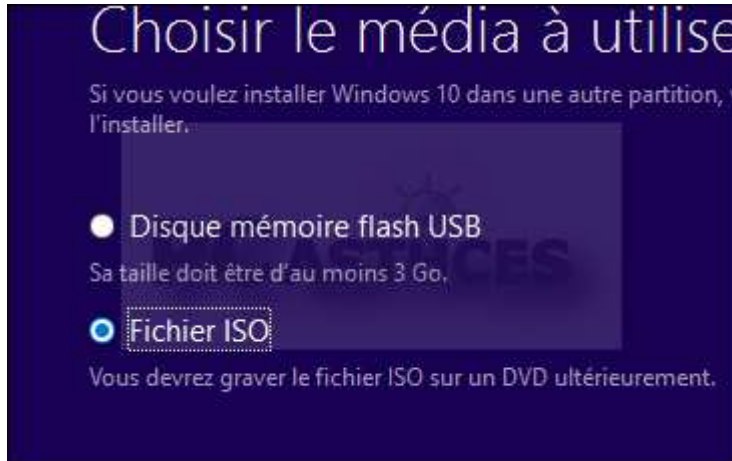 Choisir le média à utilise
Si vous voulez installer Windows 10 dans une autre partition,
l'installer.
Disque mémoire flash USB
Sa taille doit être d'au moins 3 Go.
Fichier ISO
Vous devrez graver le fichier ISO sur un DVD ultérieurement.